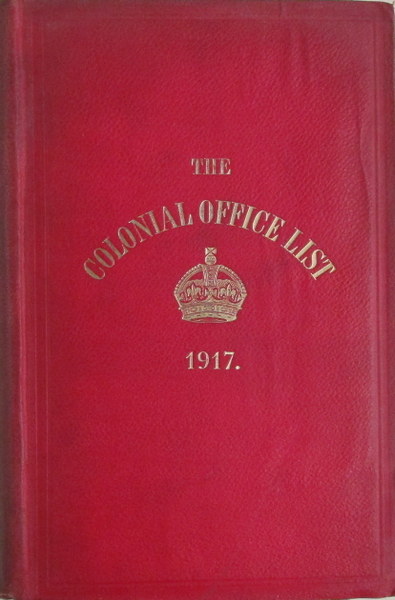 THE
COLONIAL OFFICE LIST
1917.